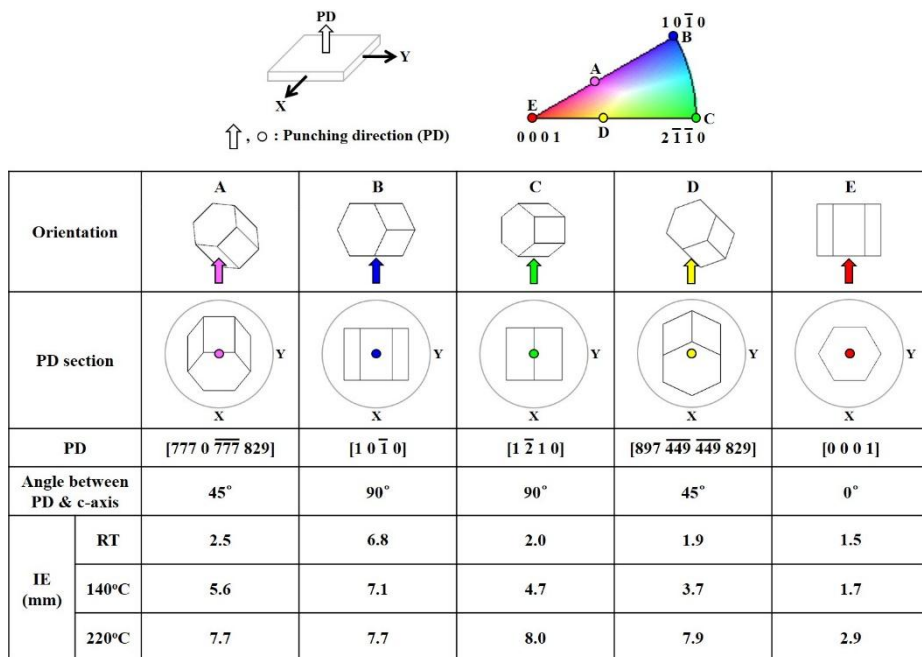 PD
Y
X
⇧ , ○ : Punching direction (PD)
1 0 1̅ 0
B
A
E
0 0 0 1
D
C
2 1̅ 1̅ 0
Orientation
A
B
C
D
E
PD section
Y
X
Y
X
Y
X
Y
X
Y
X
PD
[777 0 7̅7̅7̅ 829]
[1 0 1̅ 0]
[1 2̅ 1 0]
[897 4̅4̅9̅ 4̅4̅9̅ 829]
[0 0 0 1]
Angle between
PD & c-axis
45°
90°
90°
45°
0°
IE
(mm)
RT
2.5
6.8
2.0
1.9
1.5
140°C
5.6
7.1
4.7
3.7
1.7
220°C
7.7
7.7
8.0
7.9
2.9